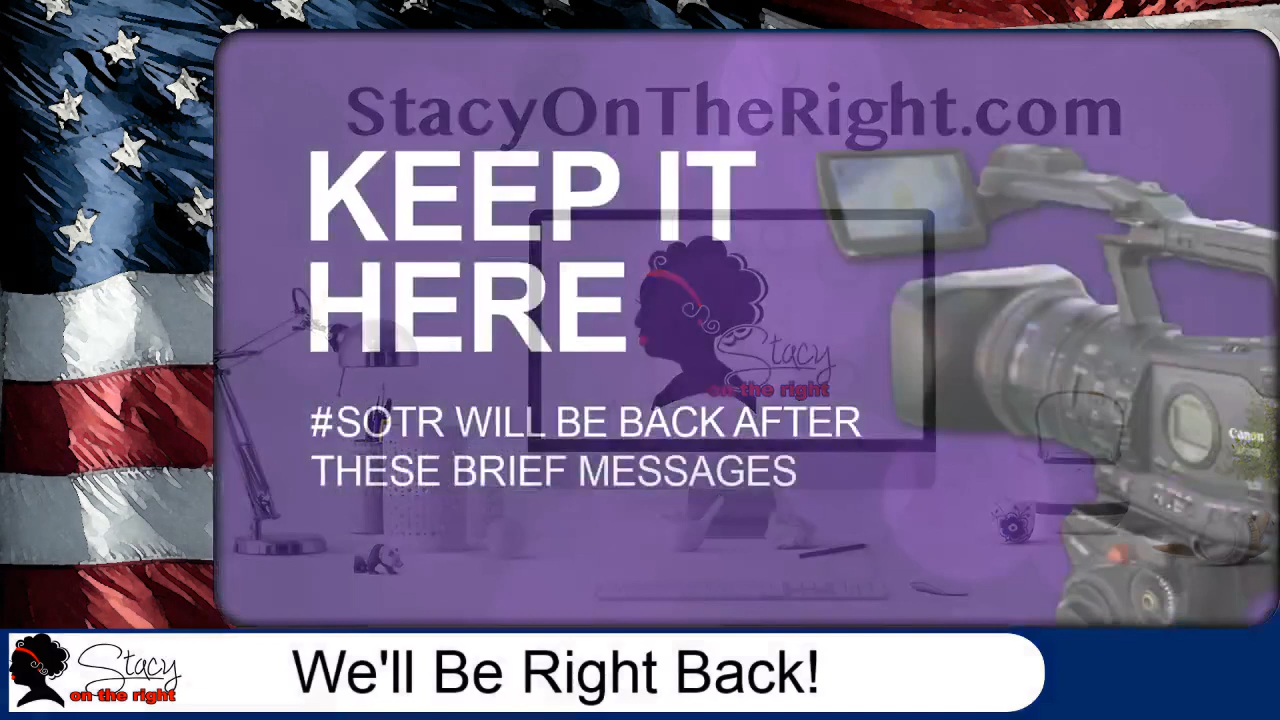 StacyOnTheRight.com
KEEP IT
HERE
Stacy
on the right
#SOTR WILL BE BACK AFTER
THESE BRIEF MESSAGES
Canon
Stacy
on the right
We'll Be Right Back!